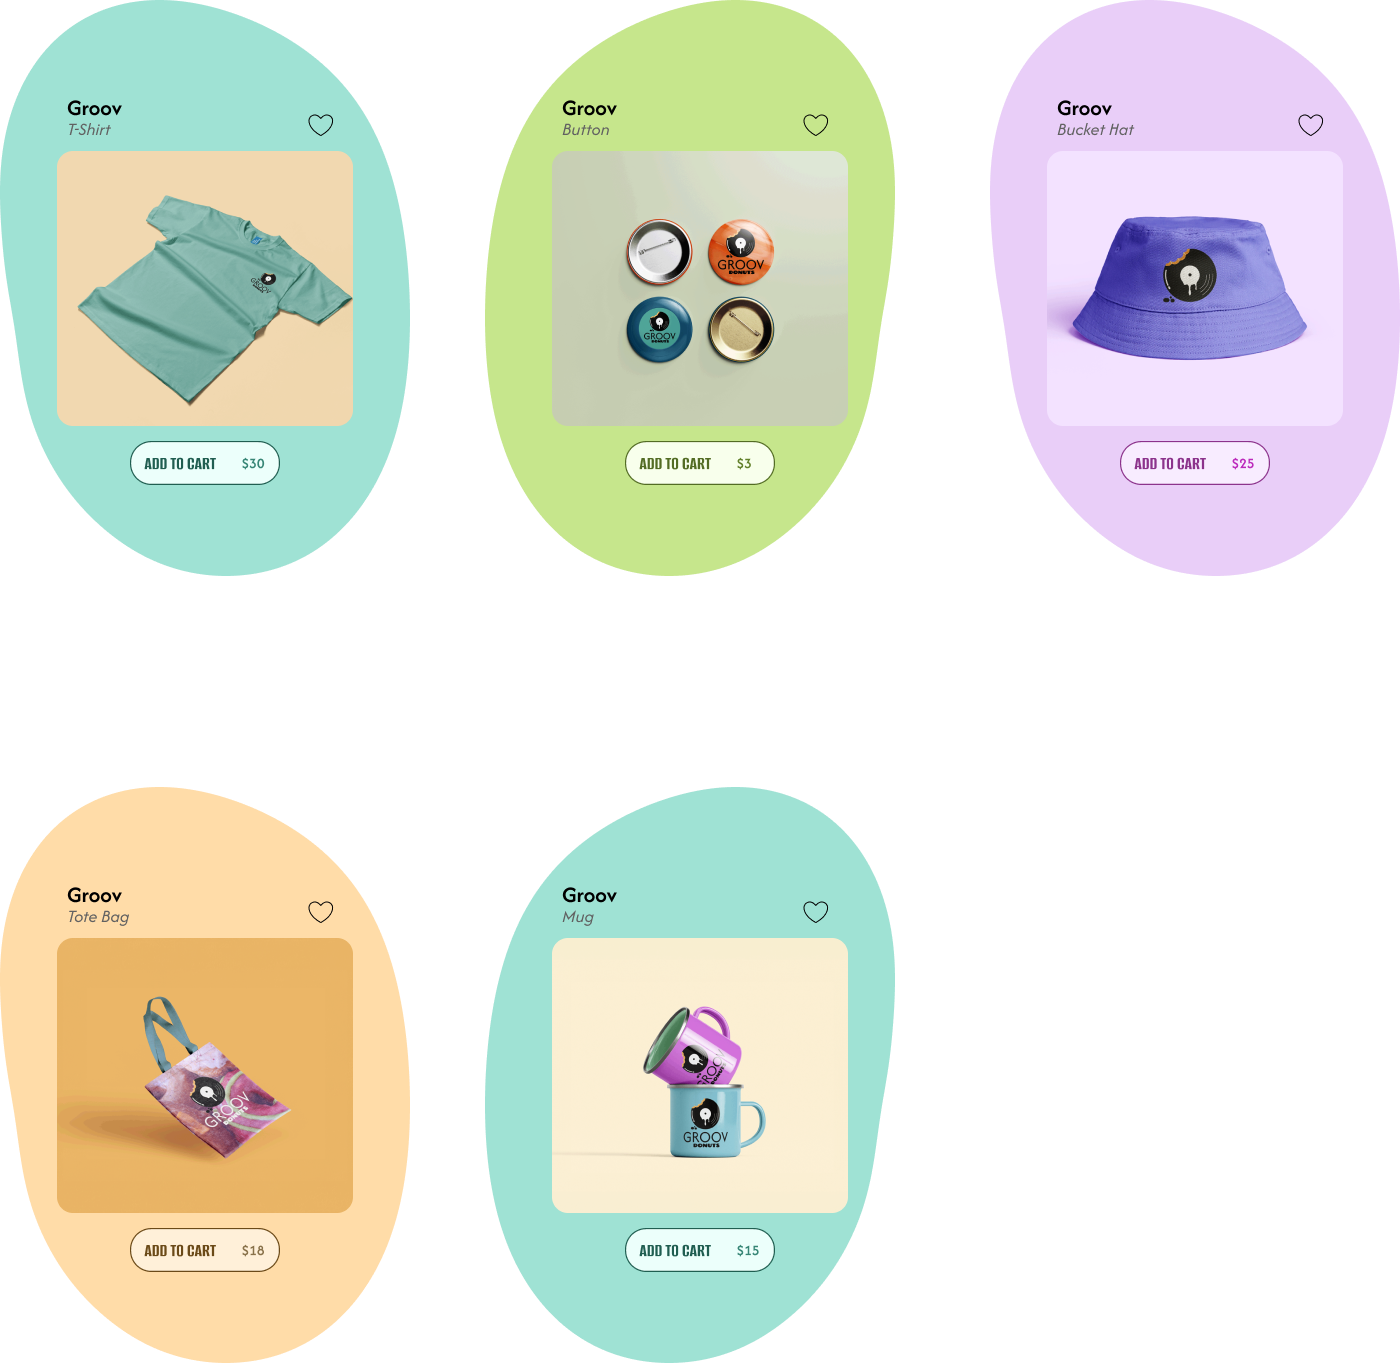 Groov
T-Shirt
GROOV
ADD TO CART $30
Groov
Button
GROOV
DONUTS
GROOV
DONUTS
ADD TO CART $3
Groov
Bucket Hat
ADD TO CART $25
Groov
Tote Bag
GROOV
DONUTS
ADD TO CART $18
Groov
Mug
GROOV
DONUTS
GROOV
DONUTS
ADD TO CART $15